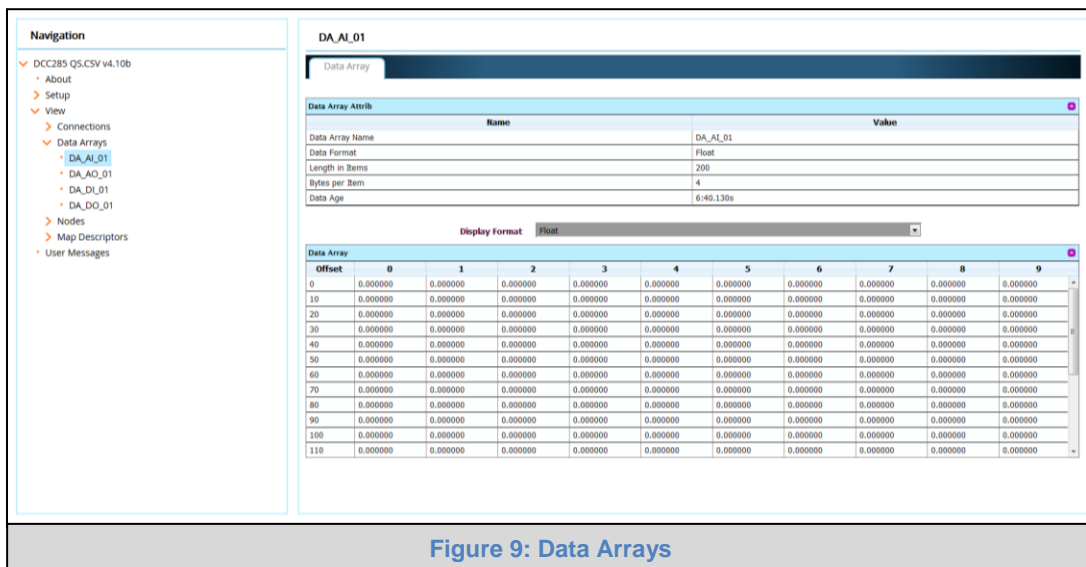 Navigation
DCC285 QS.CSV v4.10b
About
Setup
View
Connections
Data Arrays
DA_AI_01
DA_AO_01
DA_DI_01
DA_DO_01
Nodes
Map Descriptors
User Messages
DA_AI_01
Data Array
Data Array Attrib
Name Value
Data Array Name DA_AI_01
Data Format Float
Length in Items 200
Bytes per Item 4
Data Age 6:40.130s
Display Format Float
Data Array
Offset 0 1 2 3 4 5 6 7 8 9
0 0.000000 0.000000 0.000000 0.000000 0.000000 0.000000 0.000000 0.000000 0.000000 0.000000
10 0.000000 0.000000 0.000000 0.000000 0.000000 0.000000 0.000000 0.000000 0.000000 0.000000
20 0.000000 0.000000 0.000000 0.000000 0.000000 0.000000 0.000000 0.000000 0.000000 0.000000
30 0.000000 0.000000 0.000000 0.000000 0.000000 0.000000 0.000000 0.000000 0.000000 0.000000
40 0.000000 0.000000 0.000000 0.000000 0.000000 0.000000 0.000000 0.000000 0.000000 0.000000
50 0.000000 0.000000 0.000000 0.000000 0.000000 0.000000 0.000000 0.000000 0.000000 0.000000
60 0.000000 0.000000 0.000000 0.000000 0.000000 0.000000 0.000000 0.000000 0.000000 0.000000
70 0.000000 0.000000 0.000000 0.000000 0.000000 0.000000 0.000000 0.000000 0.000000 0.000000
80 0.000000 0.000000 0.000000 0.000000 0.000000 0.000000 0.000000 0.000000 0.000000 0.000000
90 0.000000 0.000000 0.000000 0.000000 0.000000 0.000000 0.000000 0.000000 0.000000 0.000000
100 0.000000 0.000000 0.000000 0.000000 0.000000 0.000000 0.000000 0.000000 0.000000 0.000000
110 0.000000 0.000000 0.000000 0.000000 0.000000 0.000000 0.000000 0.000000 0.000000 0.000000
Figure 9: Data Arrays